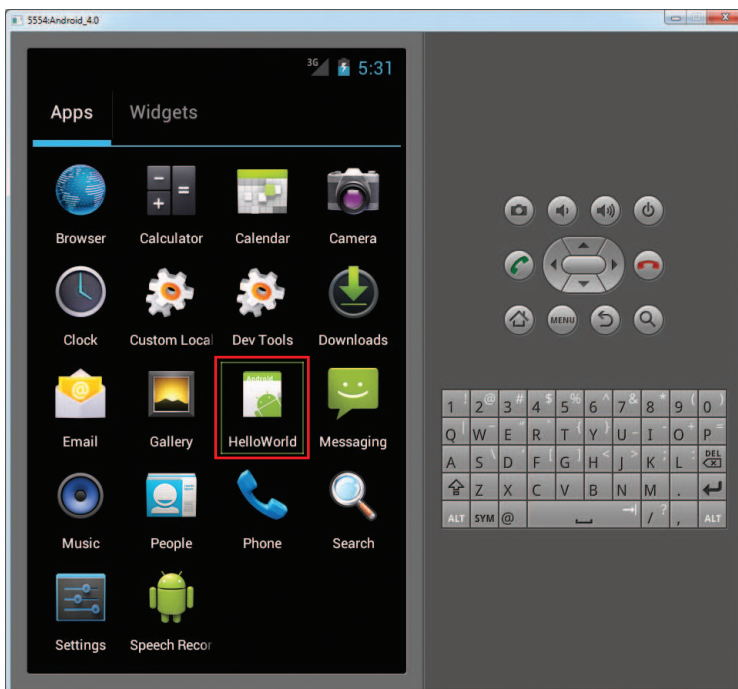 5554:Android_4.0
3G 5:31
Apps Widgets
Browser Calculator Calendar Camera
Clock Custom Local Dev Tools Downloads
Android
Email Gallery HelloWorld Messaging
Music People Phone Search
Settings Speech Recor
MENU
1 ! 2 @ 3 # 4 $ 5 % 6 ^ 7 & 8 * 9 ( 0 )
Q | W ~ E " R ` T { Y } U - I - O + P =
A S \ D ' F [ G ] H < J > K ; L : DEL
Z X C V B N M .
ALT SYM @ / ? , ALT